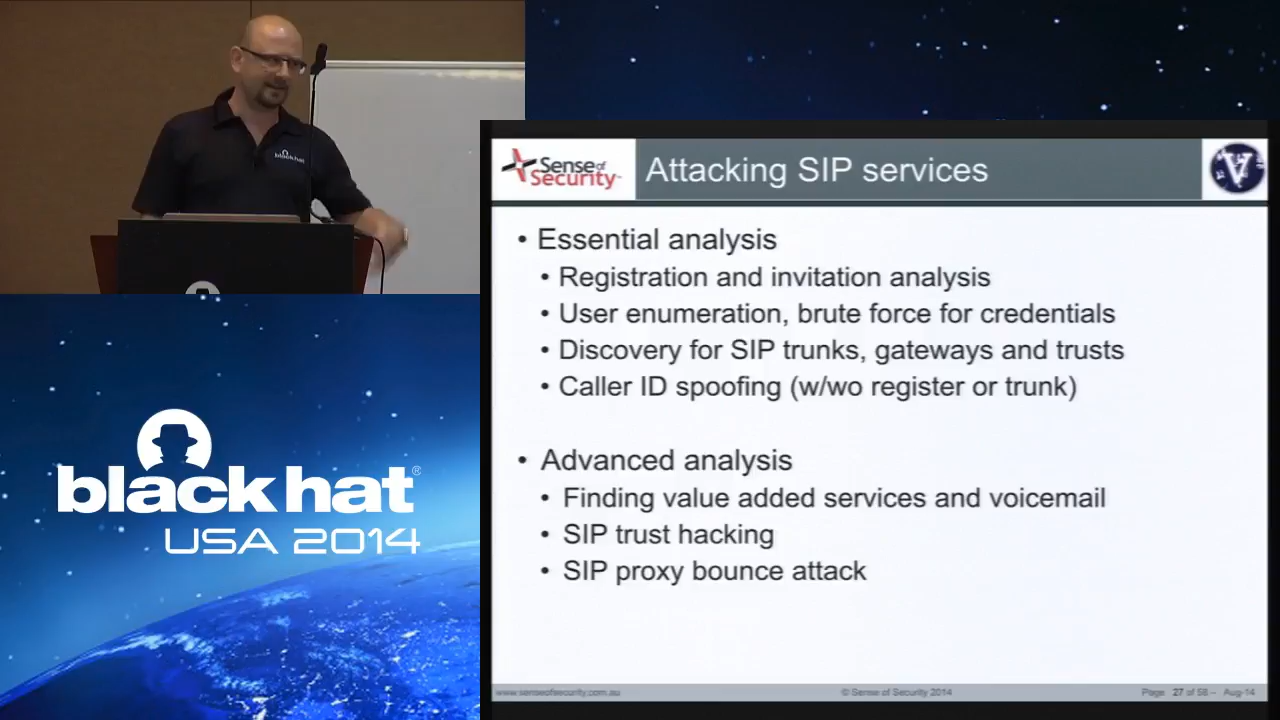 black hat
Sense of
Security™
Attacking SIP services
V
• Essential analysis
• Registration and invitation analysis
• User enumeration, brute force for credentials
• Discovery for SIP trunks, gateways and trusts
• Caller ID spoofing (w/wo register or trunk)
• Advanced analysis
• Finding value added services and voicemail
• SIP trust hacking
• SIP proxy bounce attack
www.senseofsecurity.com.au
© Sense of Security 2014
Page 27 of 58 – Aug-14
black hat®
USA 2014